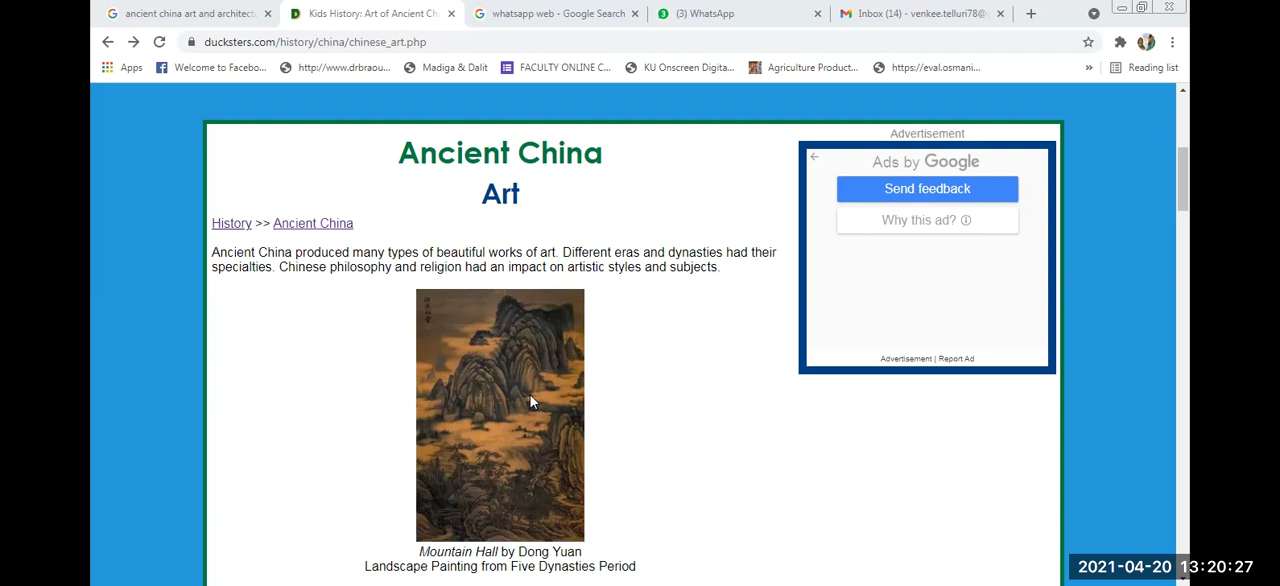 ancient china art and architectu
Kids History: Art of Ancient Ch
whatsapp web - Google Search
(3) WhatsApp
Inbox (14) - venkee.telluri78@g
ducksters.com/history/china/chinese_art.php
Apps
Welcome to Facebo...
http://www.drbraou...
Madiga & Dalit
FACULTY ONLINE C...
KU Onscreen Digita...
Agriculture Product...
https://eval.osmani...
»
Reading list
Ancient China
Art
History >> Ancient China
Ancient China produced many types of beautiful works of art. Different eras and dynasties had their
specialties. Chinese philosophy and religion had an impact on artistic styles and subjects.
Mountain Hall by Dong Yuan
Landscape Painting from Five Dynasties Period
Advertisement
Ads by Google
Send feedback
Why this ad?
Advertisement | Report Ad
2021-04-20 13:20:27